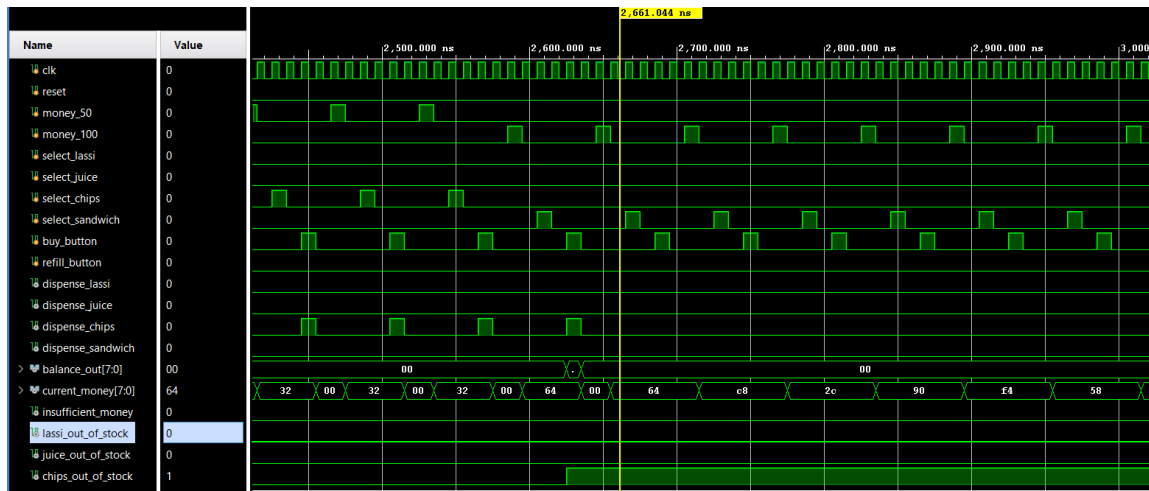 2,661.044 ns
Name Value
2,500.000 ns 2,600.000 ns 2,700.000 ns 2,800.000 ns 2,900.000 ns 3,000
clk 0
reset 0
money_50 0
money_100 0
select_lassi 0
select_juice 0
select_chips 0
select_sandwich 0
buy_button 0
refill_button 0
dispense_lassi 0
dispense_juice 0
dispense_chips 0
dispense_sandwich 0
> balance_out[7:0] 00 00 . 00
> current_money[7:0] 64 32 00 32 00 32 00 64 00 64 c8 2c 90 f4 58
insufficient_money 0
lassi_out_of_stock 0
juice_out_of_stock 0
chips_out_of_stock 1